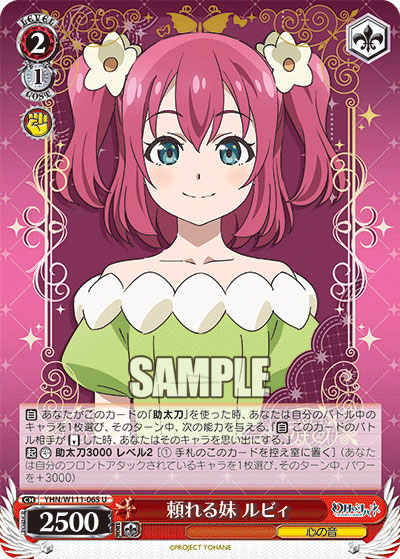 LEVEL
2
1
COST
SAMPLE
【自】 あなたがこのカードの「助太刀」を使った時、あなたは自分のバトル中の
キャラを1枚選び、そのターン中、次の能力を与える。『【自】 このカードのバト
ル相手が【リバース】した時、あなたはそのキャラを思い出にする。』
【起】 助太刀3000 レベル2 [① 手札のこのカードを控え室に置く] (あなた
は自分のフロントアタックされているキャラを1枚選び、そのターン中、パワー
を+3000)
CH
YHN/W111-065 U
2500
頼れる妹 ルビィ
心の音
©PROJECT YOHANE